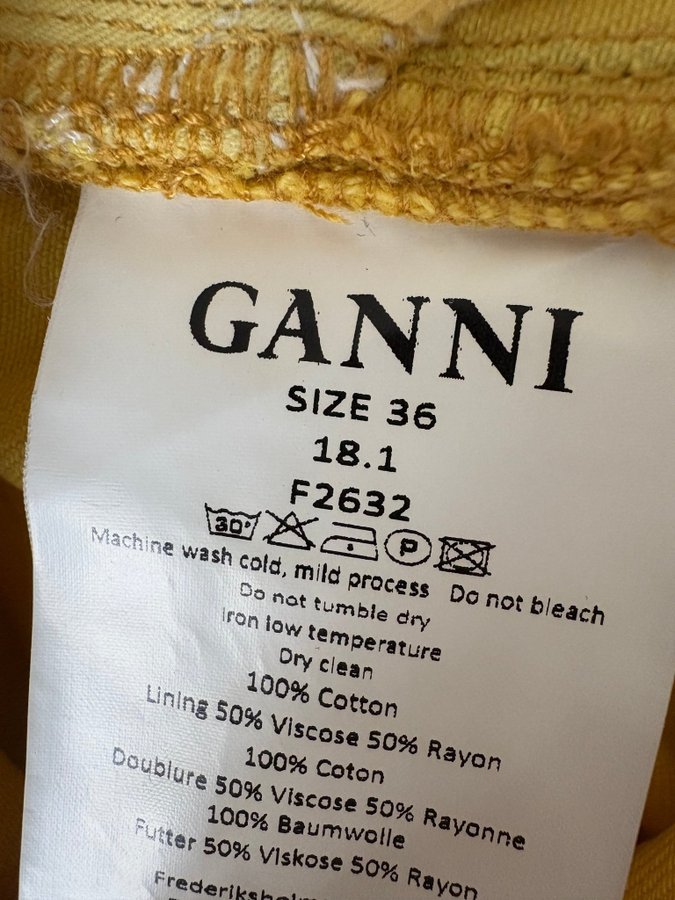 GANNI
SIZE 36
18.1
F2632
30° P
Machine wash cold, mild process Do not bleach
Do not tumble dry
Iron low temperature
Dry clean
100% Cotton
Lining 50% Viscose 50% Rayon
100% Coton
Doublure 50% Viscose 50% Rayonne
100% Baumwolle
Futter 50% Viskose 50% Rayon